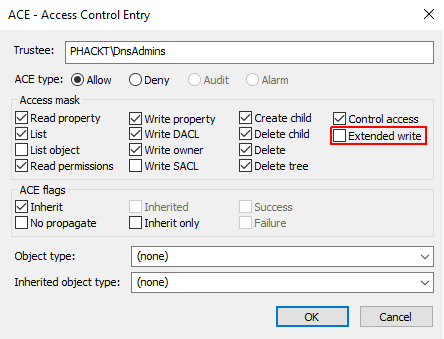 ACE - Access Control Entry
Trustee: PHACKT\DnsAdmins
ACE type: Allow Deny Audit Alarm
Access mask
Read property Write property Create child Control access
List Write DACL Delete child Extended write
List object Write owner Delete
Read permissions Write SACL Delete tree
ACE flags
Inherit Inherited Success
No propagate Inherit only Failure
Object type: (none)
Inherited object type: (none)
OK Cancel